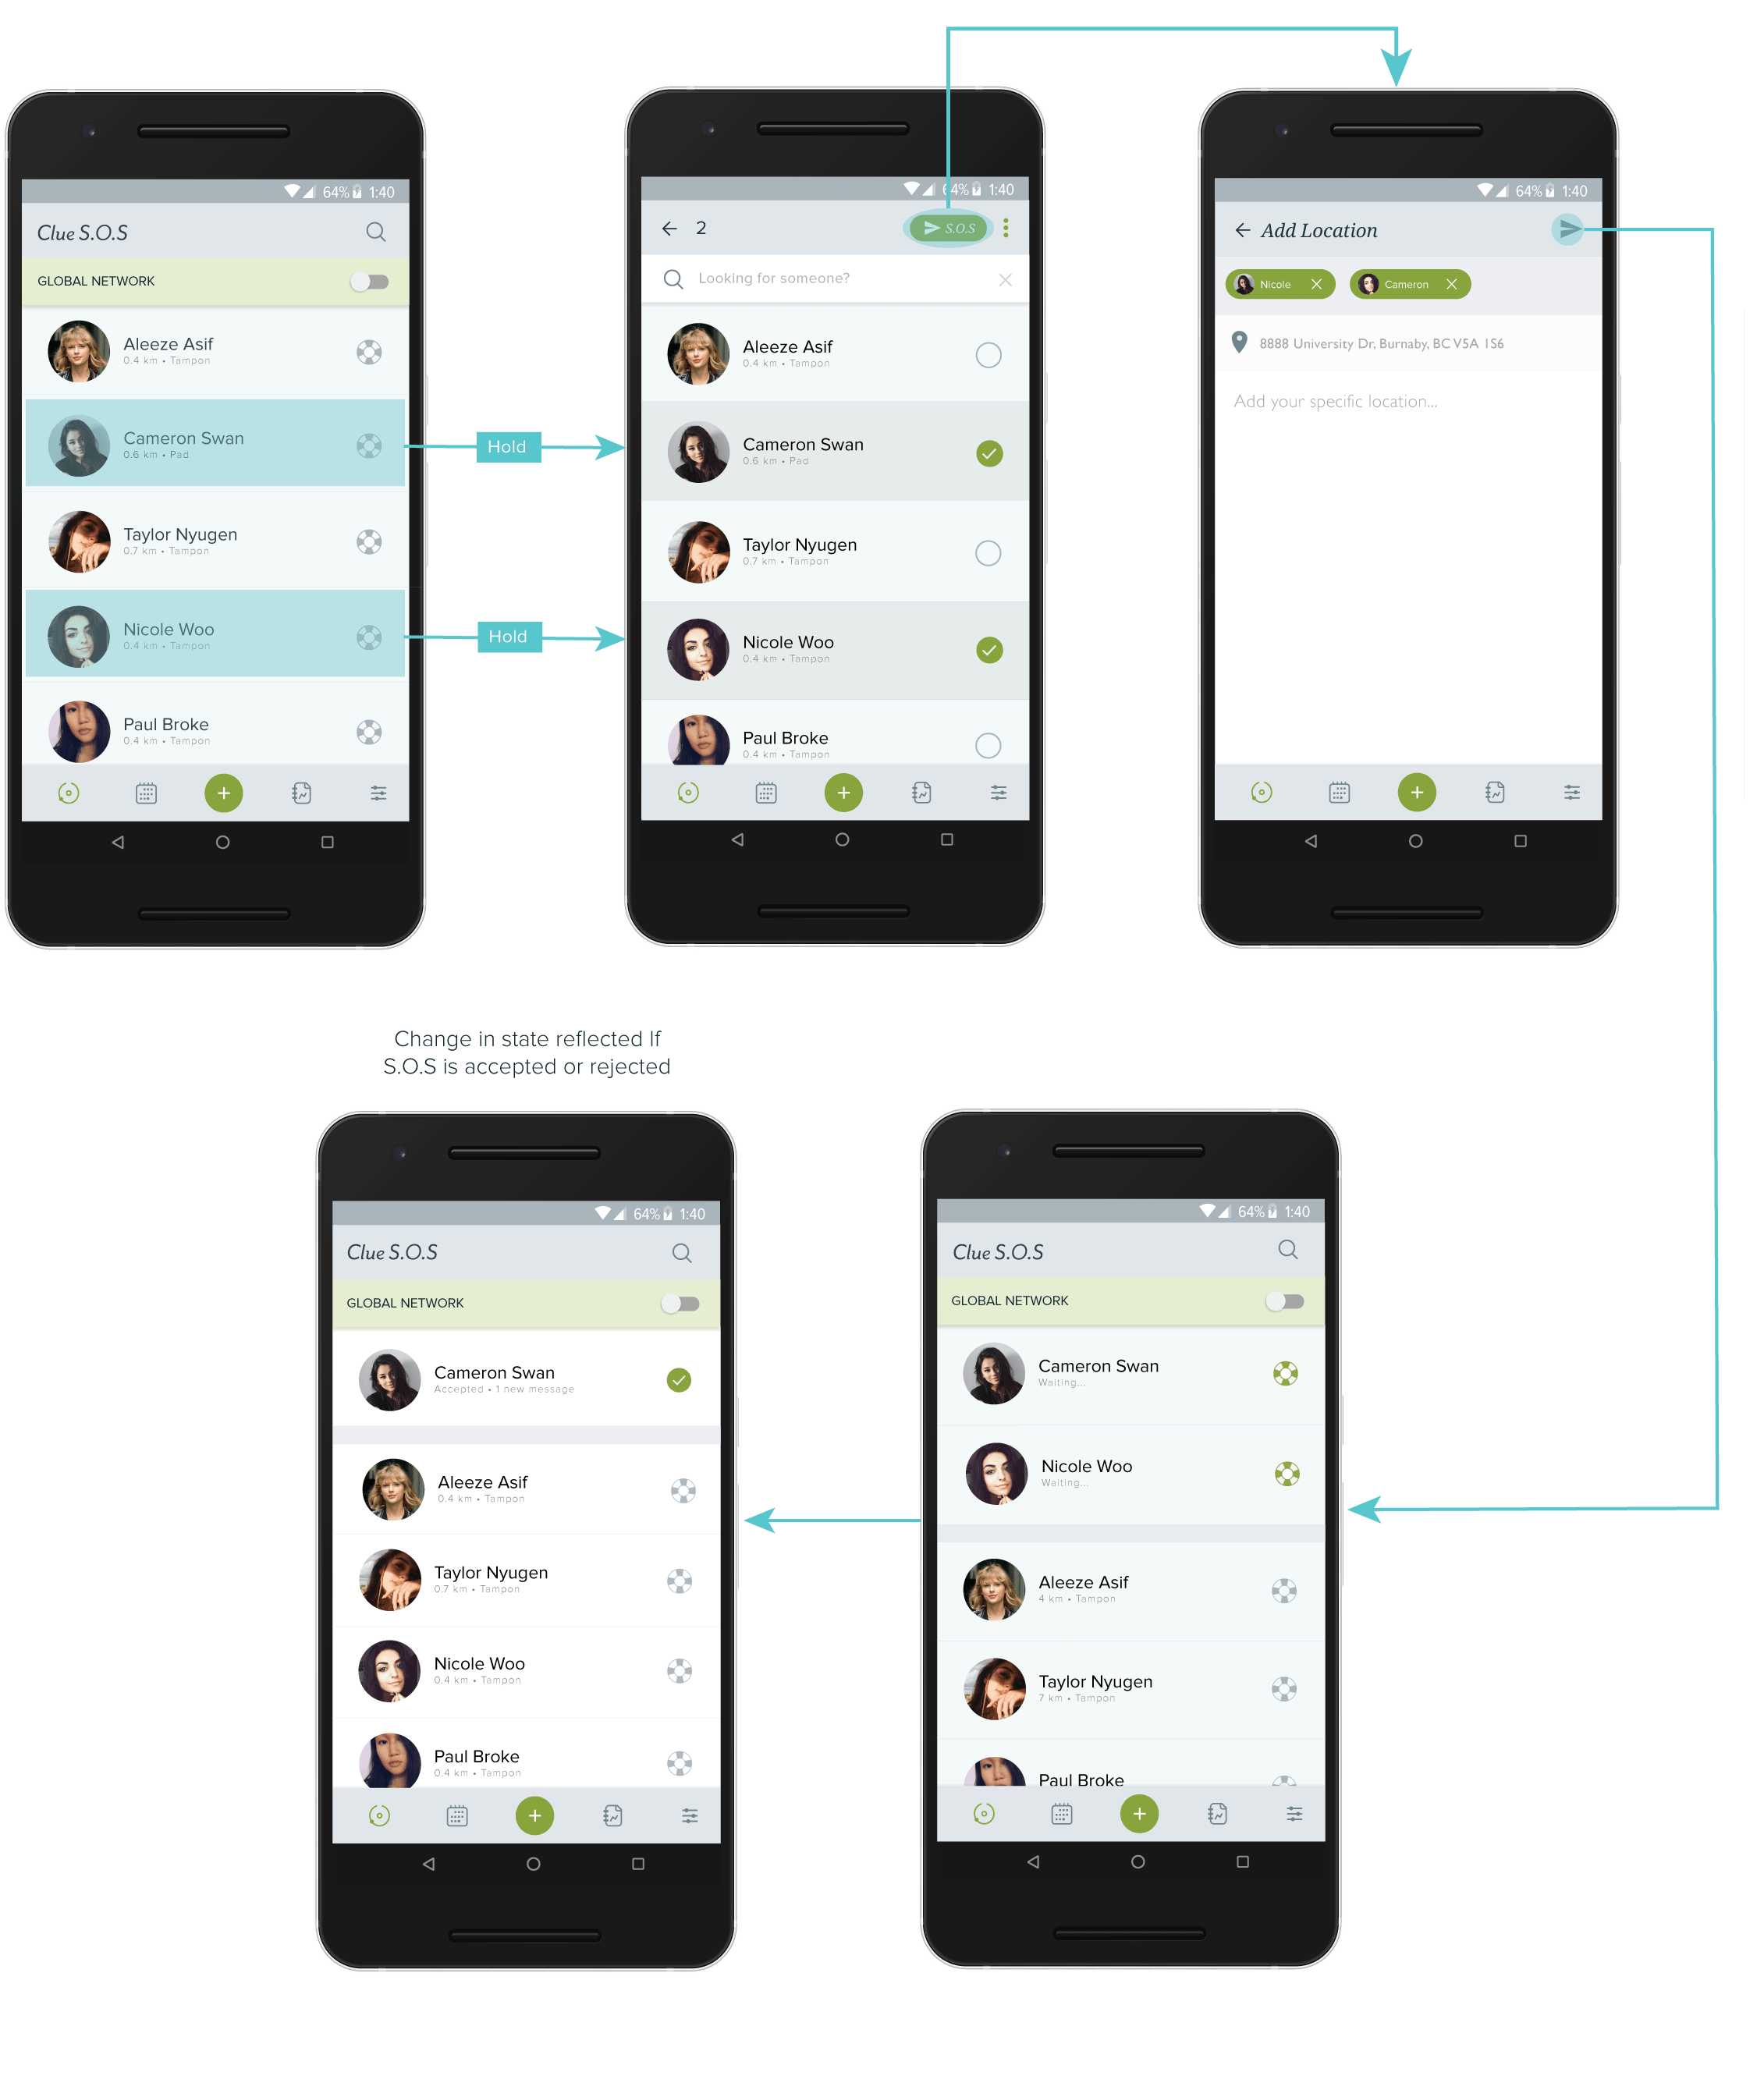 64% 1:40
Clue S.O.S
GLOBAL NETWORK
Aleeze Asif
0.4 km • Tampon
Cameron Swan
0.6 km • Pad
Taylor Nyugen
0.7 km • Tampon
Nicole Woo
0.4 km • Tampon
Paul Broke
0.4 km • Tampon
Hold
Hold
64% 1:40
2 S.O.S
Looking for someone?
Aleeze Asif
0.4 km • Tampon
Cameron Swan
0.6 km • Pad
Taylor Nyugen
0.7 km • Tampon
Nicole Woo
0.4 km • Tampon
Paul Broke
0.4 km • Tampon
64% 1:40
Add Location
Nicole Cameron
8888 University Dr, Burnaby, BC V5A 1S6
Add your specific location...
Change in state reflected If
S.O.S is accepted or rejected
64% 1:40
Clue S.O.S
GLOBAL NETWORK
Cameron Swan
Accepted • 1 new message
Aleeze Asif
0.4 km • Tampon
Taylor Nyugen
0.7 km • Tampon
Nicole Woo
0.4 km • Tampon
Paul Broke
0.4 km • Tampon
64% 1:40
Clue S.O.S
GLOBAL NETWORK
Cameron Swan
Waiting...
Nicole Woo
Waiting...
Aleeze Asif
4 km • Tampon
Taylor Nyugen
7 km • Tampon
Paul Broke